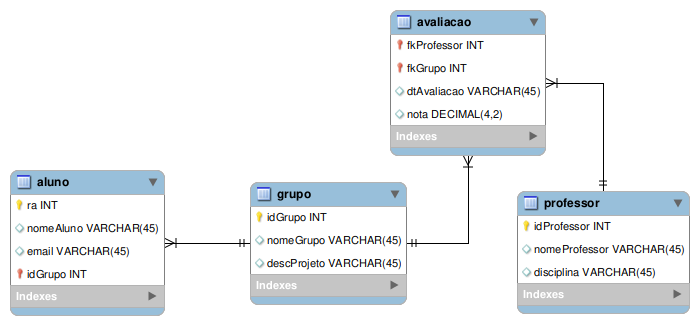 avaliacao
fkProfessor INT
fkGrupo INT
dtAvaliacao VARCHAR(45)
nota DECIMAL(4,2)
Indexes
aluno
ra INT
nomeAluno VARCHAR(45)
email VARCHAR(45)
idGrupo INT
Indexes
grupo
idGrupo INT
nomeGrupo VARCHAR(45)
descProjeto VARCHAR(45)
Indexes
professor
idProfessor INT
nomeProfessor VARCHAR(45)
disciplina VARCHAR(45)
Indexes